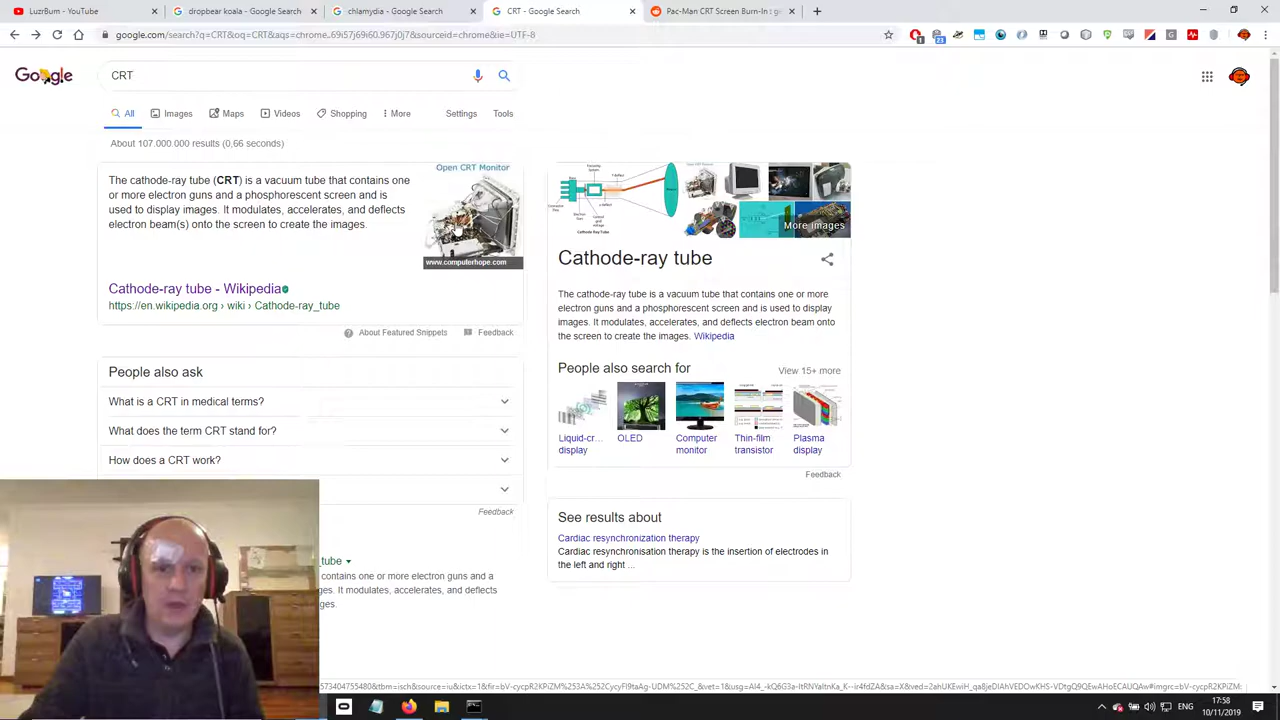 LuzrBum - YouTube
dropbear koala - Google Search
chlamydia - Google Search
CRT - Google Search
Pac-Man CRT Screen Burn-In : g
google.com/search?q=CRT&oq=CRT&aqs=chrome..69i57j69i60.967j0j7&sourceid=chrome&ie=UTF-8
Google
CRT
All
Images
Maps
Videos
Shopping
More
Settings
Tools
About 107.000.000 results (0,66 seconds)
Open CRT Monitor
The cathode-ray tube (CRT) is a vacuum tube that contains one
or more electron guns and a phosphorescent screen and is
used to display images. It modulates, accelerates, and deflects
electron beam(s) onto the screen to create the images.
www.computerhope.com
Cathode-ray tube - Wikipedia
https://en.wikipedia.org › wiki › Cathode-ray_tube
About Featured Snippets
Feedback
People also ask
What is a CRT in medical terms?
What does the term CRT stand for?
How does a CRT work?
Feedback
_tube
contains one or more electron guns and a
ges. It modulates, accelerates, and deflects
ges.
Cathode Ray Tube
More images
Cathode-ray tube
The cathode-ray tube is a vacuum tube that contains one or more
electron guns and a phosphorescent screen and is used to display
images. It modulates, accelerates, and deflects electron beam onto
the screen to create the images. Wikipedia
People also search for
View 15+ more
Liquid-cr... display
OLED
Computer monitor
Thin-film transistor
Plasma display
Feedback
See results about
Cardiac resynchronization therapy
Cardiac resynchronisation therapy is the insertion of electrodes in
the left and right ...
ENG
17:58
10/11/2019